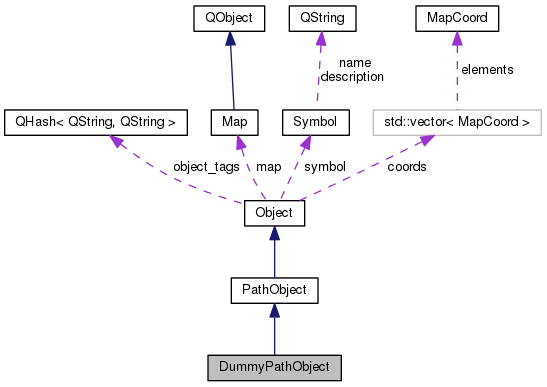 QObject
QString
MapCoord
name
description
elements
QHash< QString, QString >
Map
Symbol
std::vector< MapCoord >
object_tags
map
symbol
coords
Object
PathObject
DummyPathObject